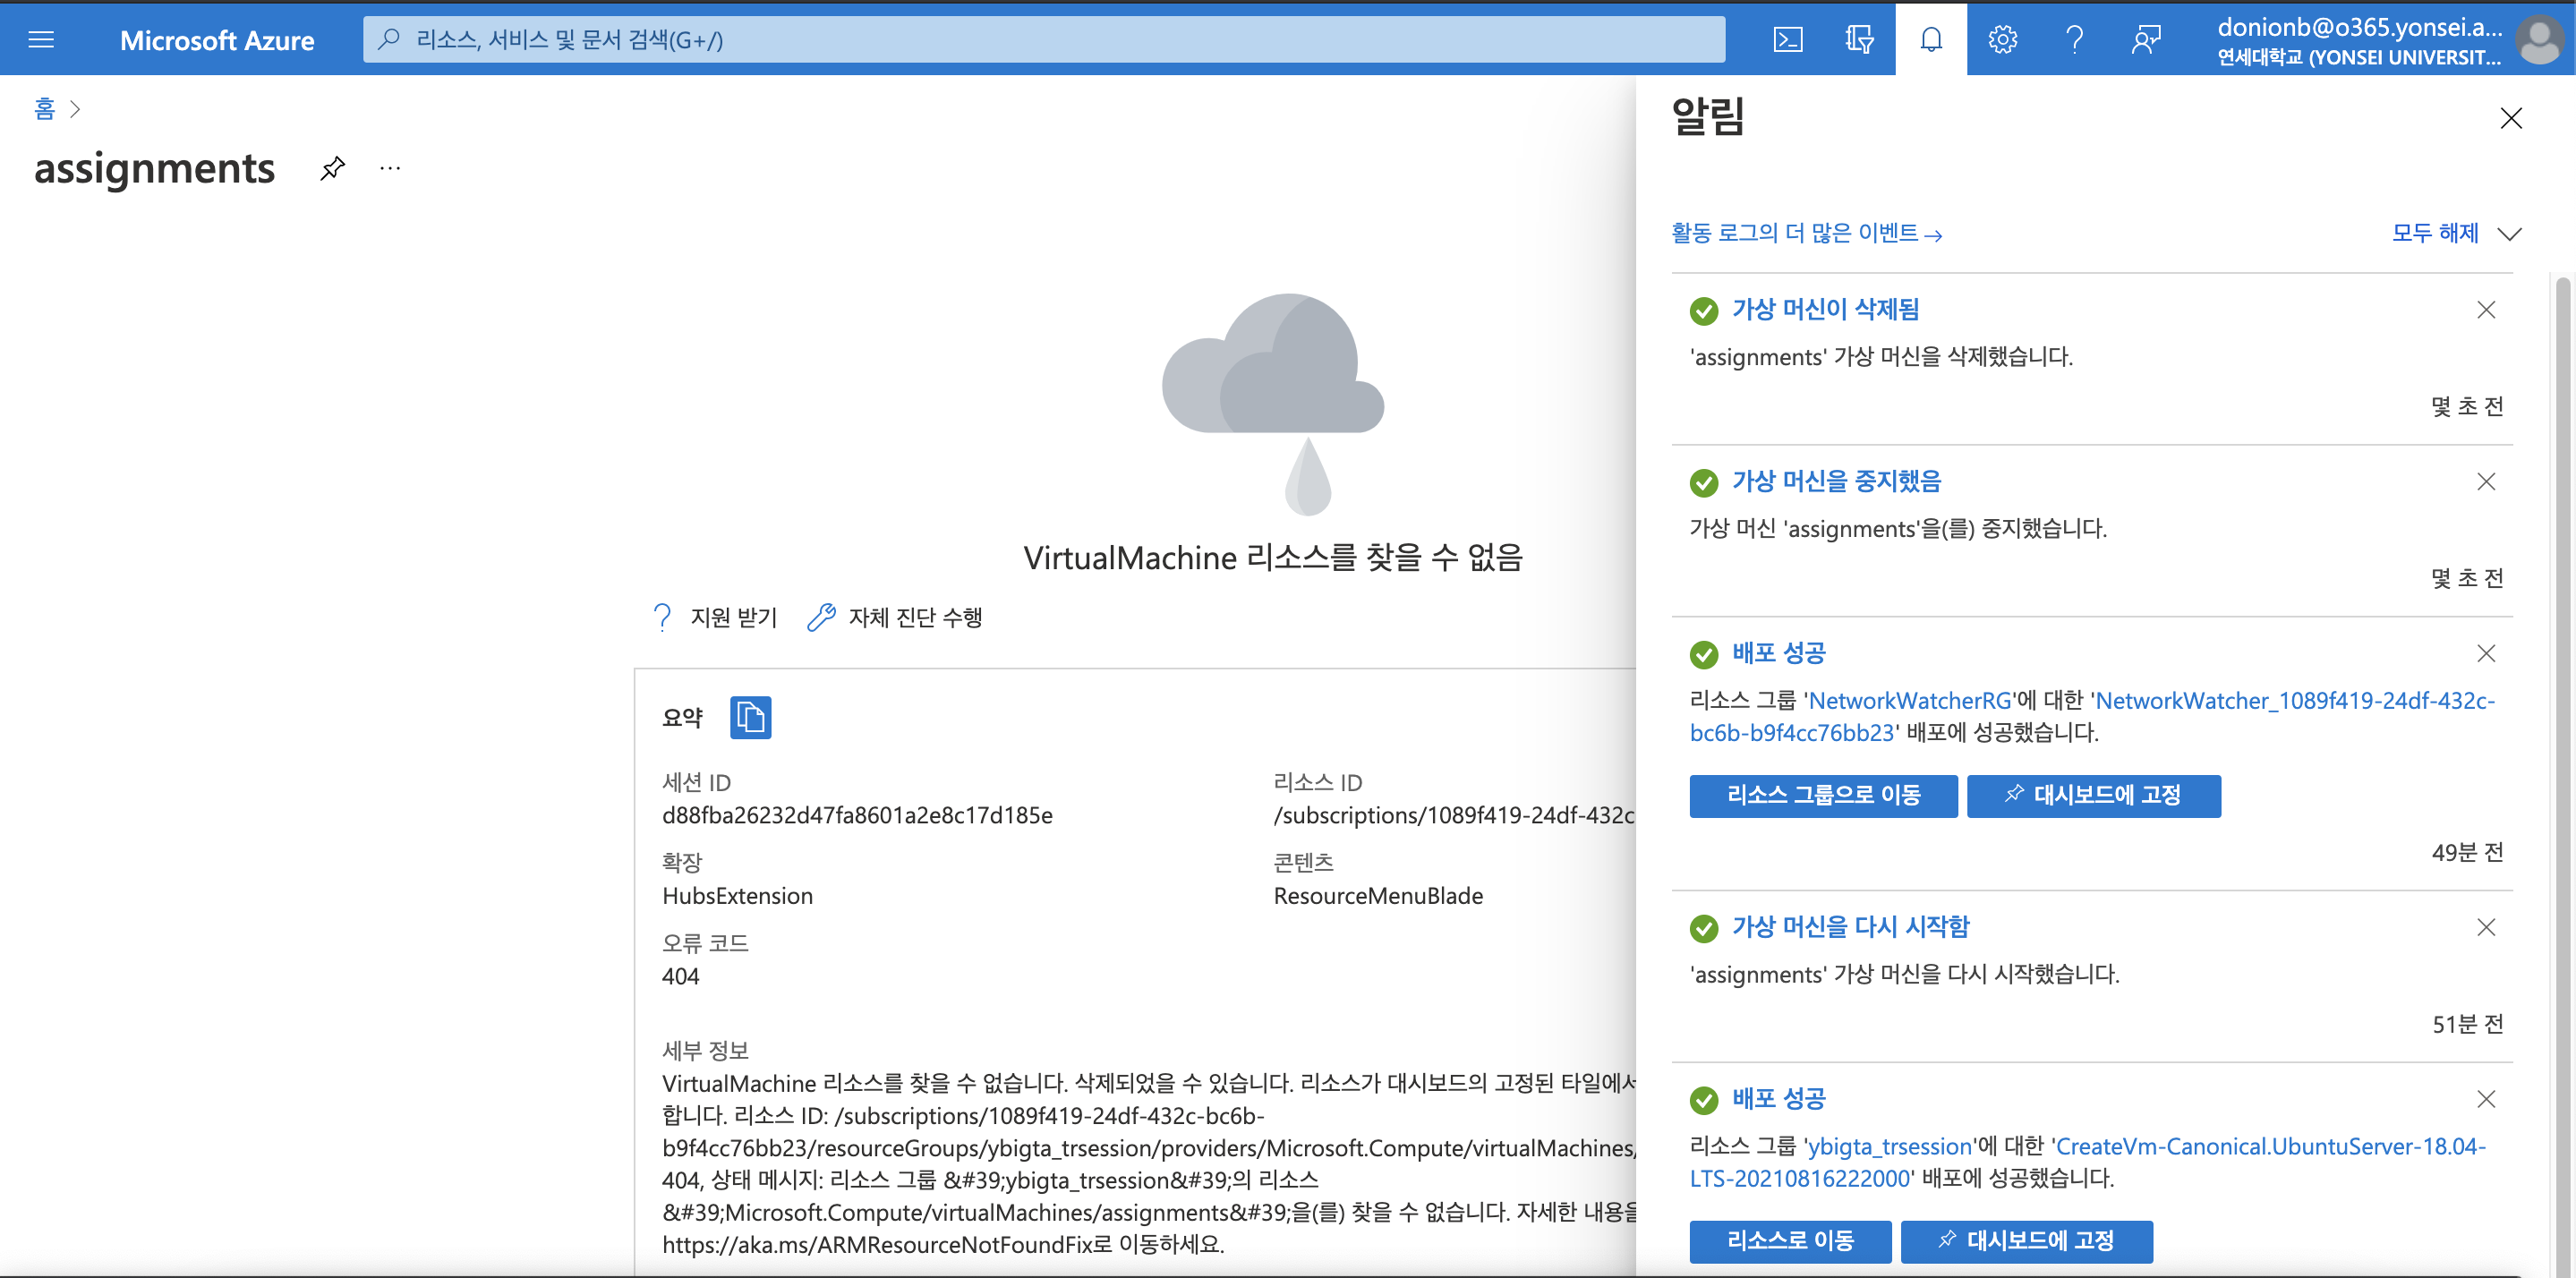 Microsoft Azure
리소스, 서비스 및 문서 검색(G+/)
donionb@o365.yonsei.a...
연세대학교 (YONSEI UNIVERSIT...
홈
assignments
VirtualMachine 리소스를 찾을 수 없음
지원 받기
자체 진단 수행
요약
세션 ID
d88fba26232d47fa8601a2e8c17d185e
리소스 ID
/subscriptions/1089f419-24df-432c
확장
HubsExtension
콘텐츠
ResourceMenuBlade
오류 코드
404
세부 정보
VirtualMachine 리소스를 찾을 수 없습니다. 삭제되었을 수 있습니다. 리소스가 대시보드의 고정된 타일에서
합니다. 리소스 ID: /subscriptions/1089f419-24df-432c-bc6b-
b9f4cc76bb23/resourceGroups/ybigta_trsession/providers/Microsoft.Compute/virtualMachines/
404, 상태 메시지: 리소스 그룹 &#39;ybigta_trsession&#39;의 리소스
&#39;Microsoft.Compute/virtualMachines/assignments&#39;을(를) 찾을 수 없습니다. 자세한 내용을
https://aka.ms/ARMResourceNotFoundFix로 이동하세요.
알림
활동 로그의 더 많은 이벤트→
모두 해제
가상 머신이 삭제됨
'assignments' 가상 머신을 삭제했습니다.
몇 초 전
가상 머신을 중지했음
가상 머신 'assignments'을(를) 중지했습니다.
몇 초 전
배포 성공
리소스 그룹 'NetworkWatcherRG'에 대한 'NetworkWatcher_1089f419-24df-432c-
bc6b-b9f4cc76bb23' 배포에 성공했습니다.
리소스 그룹으로 이동
대시보드에 고정
49분 전
가상 머신을 다시 시작함
'assignments' 가상 머신을 다시 시작했습니다.
51분 전
배포 성공
리소스 그룹 'ybigta_trsession'에 대한 'CreateVm-Canonical.UbuntuServer-18.04-
LTS-20210816222000' 배포에 성공했습니다.
리소스로 이동
대시보드에 고정